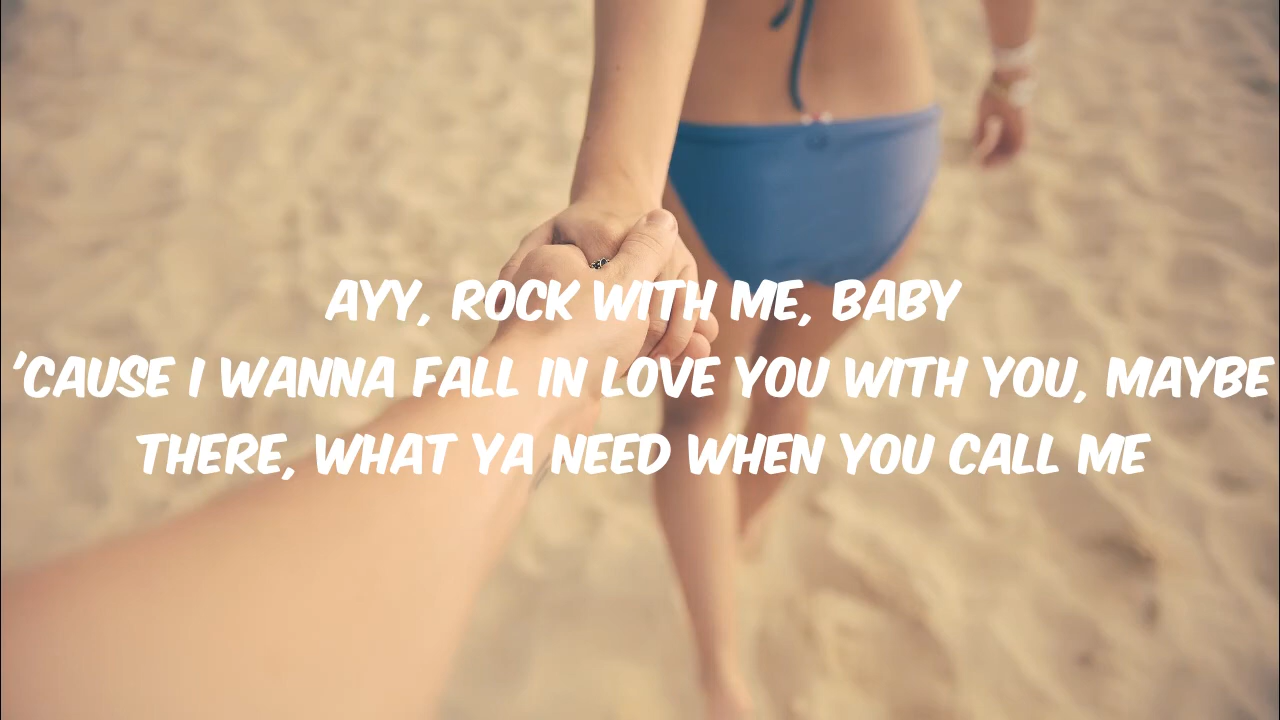 AYY, ROCK WITH ME, BABY
'CAUSE I WANNA FALL IN LOVE YOU WITH YOU, MAYBE
THERE, WHAT YA NEED WHEN YOU CALL ME